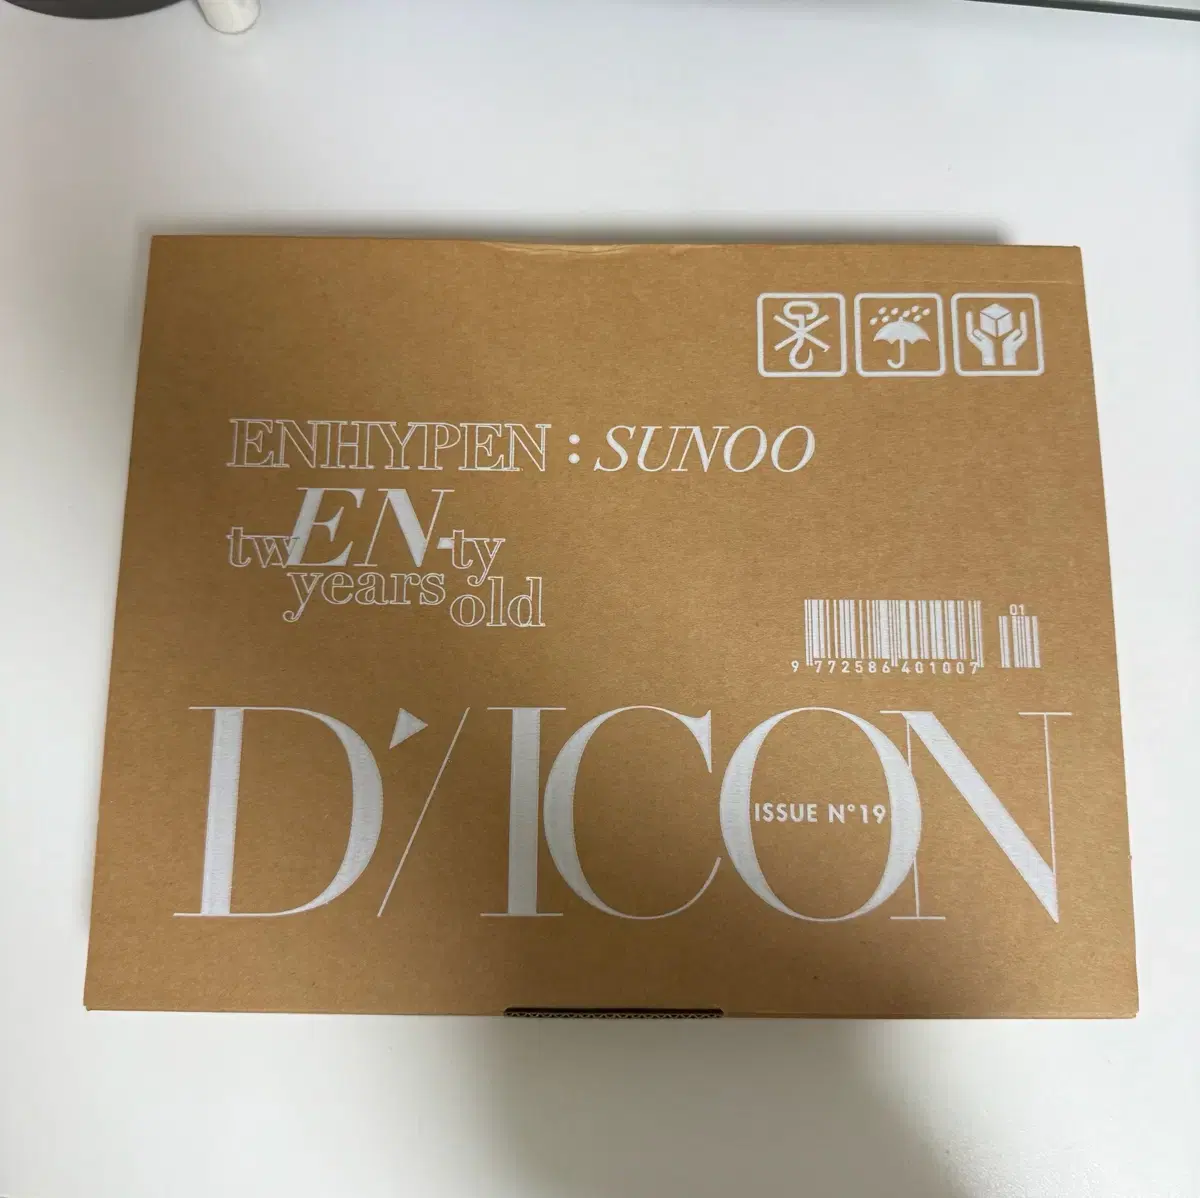 ENHYPEN : SUNOO
twEN-ty
years old
01
9 772586 401007
D'/ICON
ISSUE N°19